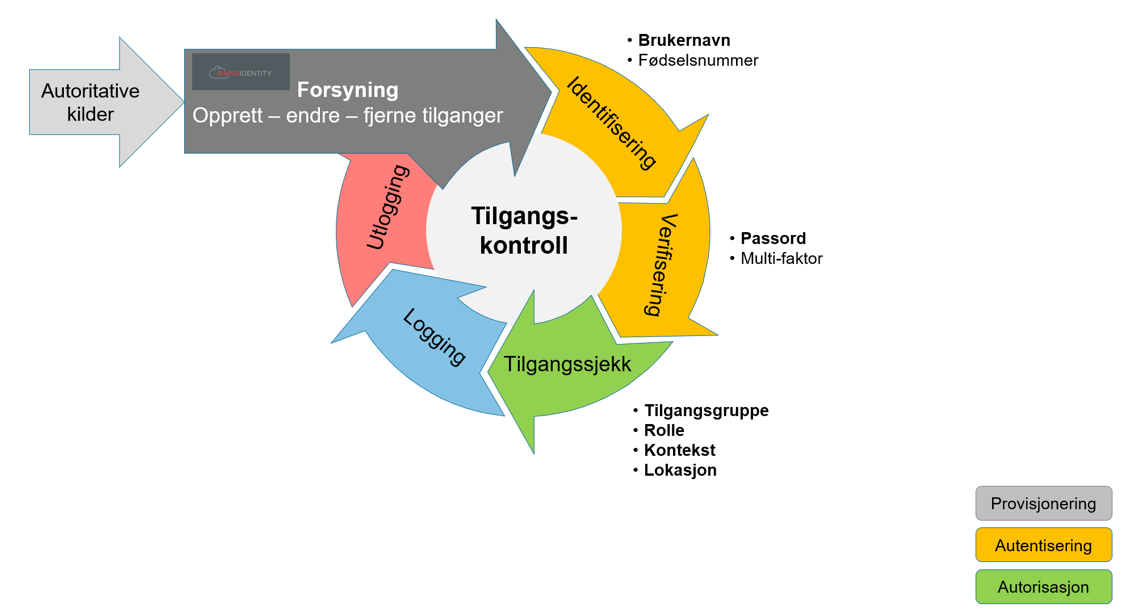 Autoritative
kilder
RAPIDIDENTITY
Forsyning
Opprett – endre – fjerne tilganger
• Brukernavn
• Fødselsnummer
Identifisering
Verifisering
• Passord
• Multi-faktor
Tilgangs-
kontroll
Utlogging
Logging
Tilgangssjekk
• Tilgangsgruppe
• Rolle
• Kontekst
• Lokasjon
Provisjonering
Autentisering
Autorisasjon